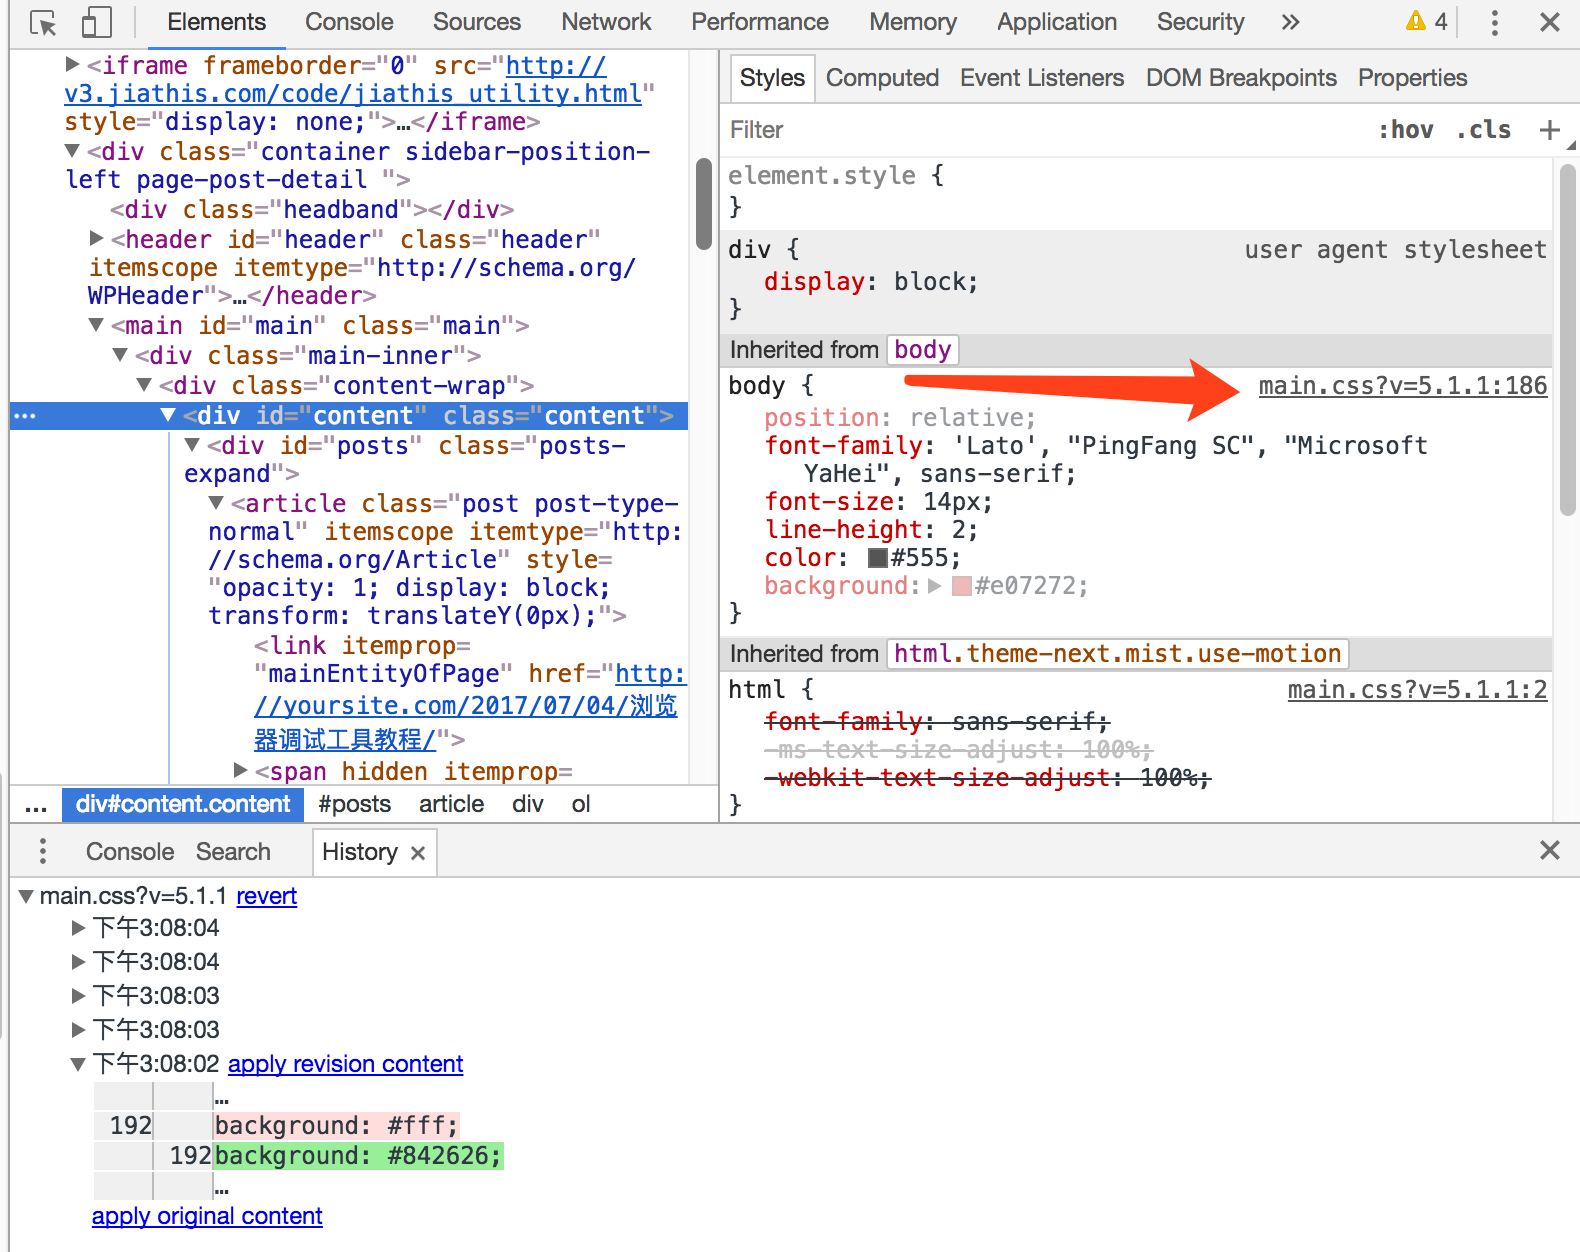 Elements Console Sources Network Performance Memory Application Security » 4
<iframe frameborder="0" src="http://
v3.jiathis.com/code/jiathis_utility.html"
style="display: none;">…</iframe>
<div class="container sidebar-position-
left page-post-detail ">
<div class="headband"></div>
<header id="header" class="header"
itemscope itemtype="http://schema.org/
WPHeader">…</header>
<main id="main" class="main">
<div class="main-inner">
<div class="content-wrap">
<div id="content" class="content">
<div id="posts" class="posts-
expand">
<article class="post post-type-
normal" itemscope itemtype="http:
//schema.org/Article" style=
"opacity: 1; display: block;
transform: translateY(0px);">
<link itemprop=
"mainEntityOfPage" href="http:
//yoursite.com/2017/07/04/浏览
器调试工具教程/">
<span hidden itemprop=
... div#content.content #posts article div ol
Styles Computed Event Listeners DOM Breakpoints Properties
Filter :hov .cls +
element.style {
}
div { user agent stylesheet
display: block;
}
Inherited from body
body { main.css?v=5.1.1:186
position: relative;
font-family: 'Lato', "PingFang SC", "Microsoft
YaHei", sans-serif;
font-size: 14px;
line-height: 2;
color: #555;
background: #e07272;
}
Inherited from html.theme-next.mist.use-motion
html { main.css?v=5.1.1:2
font-family: sans-serif;
-ms-text-size-adjust: 100%;
-webkit-text-size-adjust: 100%;
}
Console Search History ×
main.css?v=5.1.1 revert
下午3:08:04
下午3:08:04
下午3:08:03
下午3:08:03
下午3:08:02 apply revision content
…
192 background: #fff;
192 background: #842626;
…
apply original content